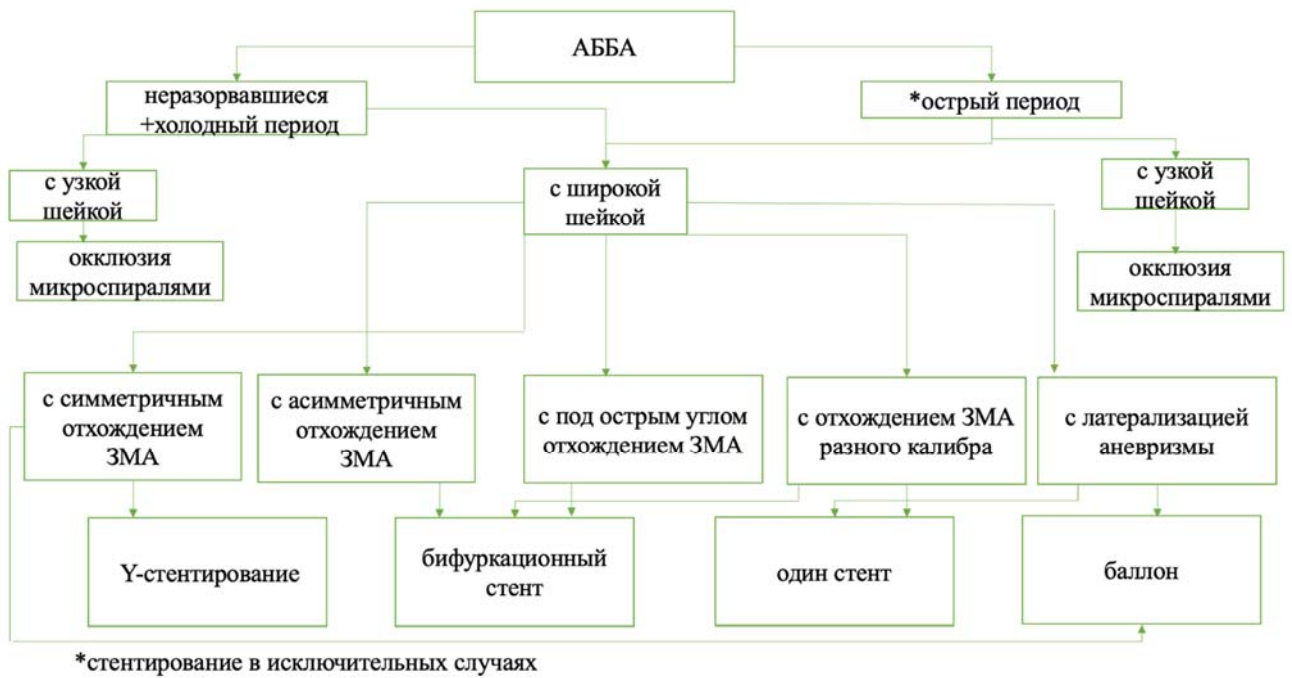 АББА
неразорвавшиеся
+холодный период
*острый период
с узкой
шейкой
с широкой
шейкой
с узкой
шейкой
окклюзия
микроспиралями
окклюзия
микроспиралями
с симметричным
отхождением
ЗМА
с асимметричным
отхождением
ЗМА
с под острым углом
отхождением ЗМА
с отхождением ЗМА
разного калибра
с латерализацией
аневризмы
Y-стентирование
бифуркационный
стент
один стент
баллон
*стентирование в исключительных случаях